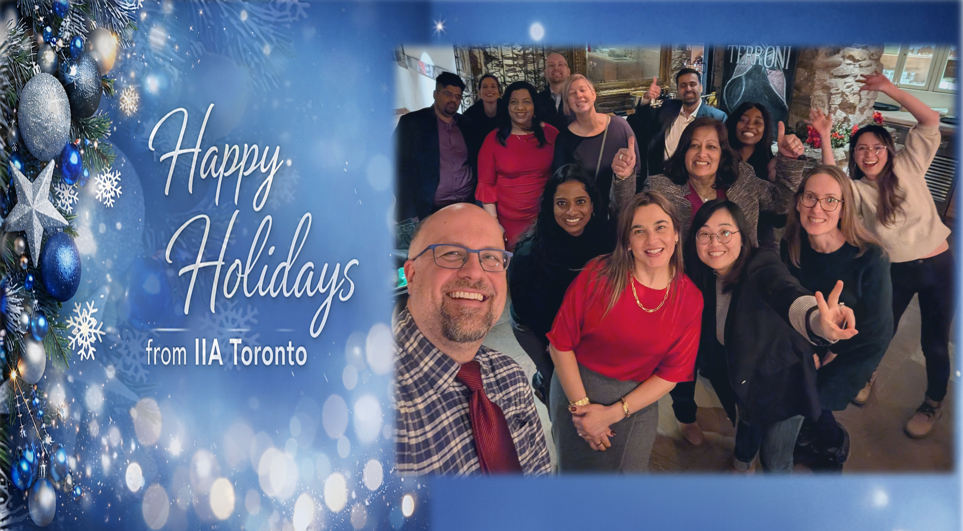 Happy
Holidays
from IIA Toronto
TERRONI